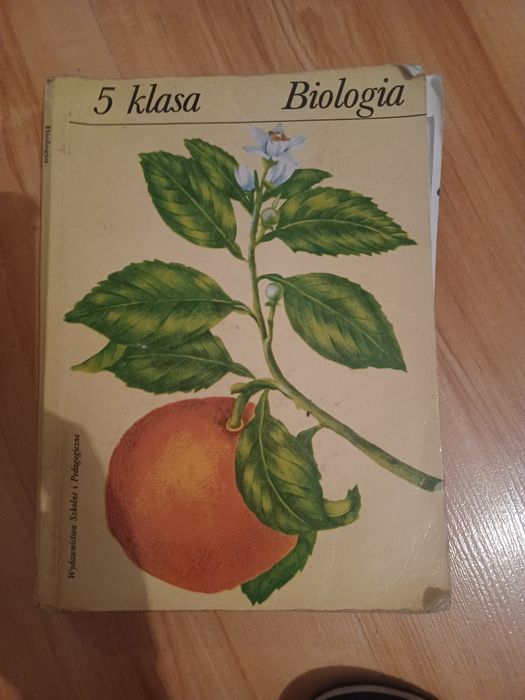 5 klasa Biologia
Biologia
Wydawnictwa Szkolne i Pedagogiczne